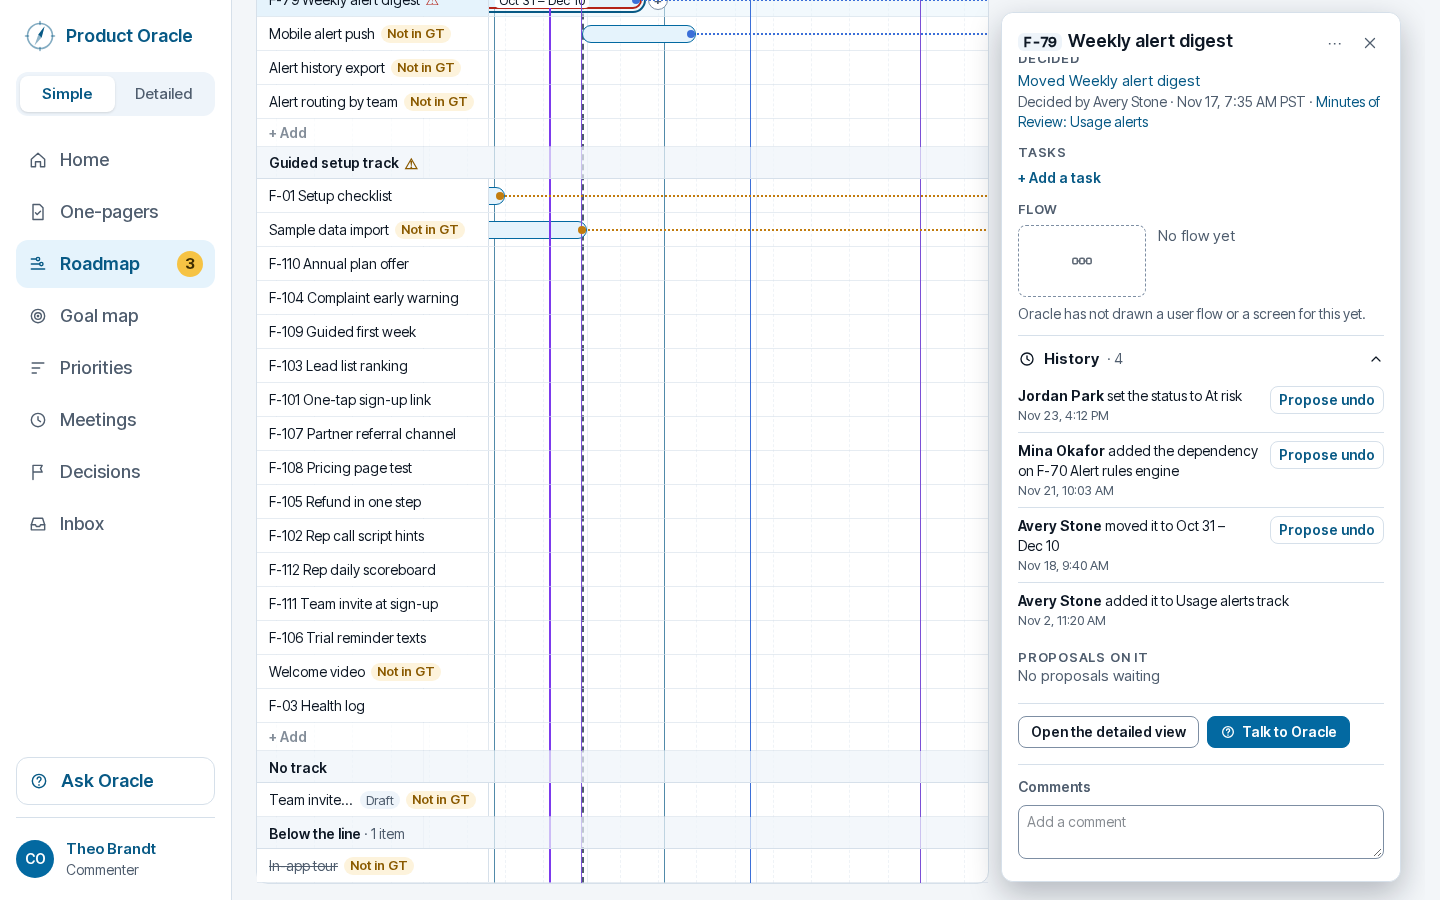 Product Oracle
Simple
Detailed
Home
One-pagers
Roadmap
3
Goal map
Priorities
Meetings
Decisions
Inbox
Ask Oracle
CO
Theo Brandt
Commenter
F-79 Weekly alert digest
Oct 31 – Dec 10
Mobile alert push Not in GT
Alert history export Not in GT
Alert routing by team Not in GT
+ Add
Guided setup track
F-01 Setup checklist
Sample data import Not in GT
F-110 Annual plan offer
F-104 Complaint early warning
F-109 Guided first week
F-103 Lead list ranking
F-101 One-tap sign-up link
F-107 Partner referral channel
F-108 Pricing page test
F-105 Refund in one step
F-102 Rep call script hints
F-112 Rep daily scoreboard
F-111 Team invite at sign-up
F-106 Trial reminder texts
Welcome video Not in GT
F-03 Health log
+ Add
No track
Team invite... Draft Not in GT
Below the line · 1 item
In-app tour Not in GT
F-79 Weekly alert digest
DECIDED
Moved Weekly alert digest
Decided by Avery Stone · Nov 17, 7:35 AM PST · Minutes of
Review: Usage alerts
TASKS
+ Add a task
FLOW
No flow yet
Oracle has not drawn a user flow or a screen for this yet.
History · 4
Jordan Park set the status to At risk
Nov 23, 4:12 PM
Propose undo
Mina Okafor added the dependency
on F-70 Alert rules engine
Nov 21, 10:03 AM
Propose undo
Avery Stone moved it to Oct 31 –
Dec 10
Nov 18, 9:40 AM
Propose undo
Avery Stone added it to Usage alerts track
Nov 2, 11:20 AM
PROPOSALS ON IT
No proposals waiting
Open the detailed view
Talk to Oracle
Comments
Add a comment